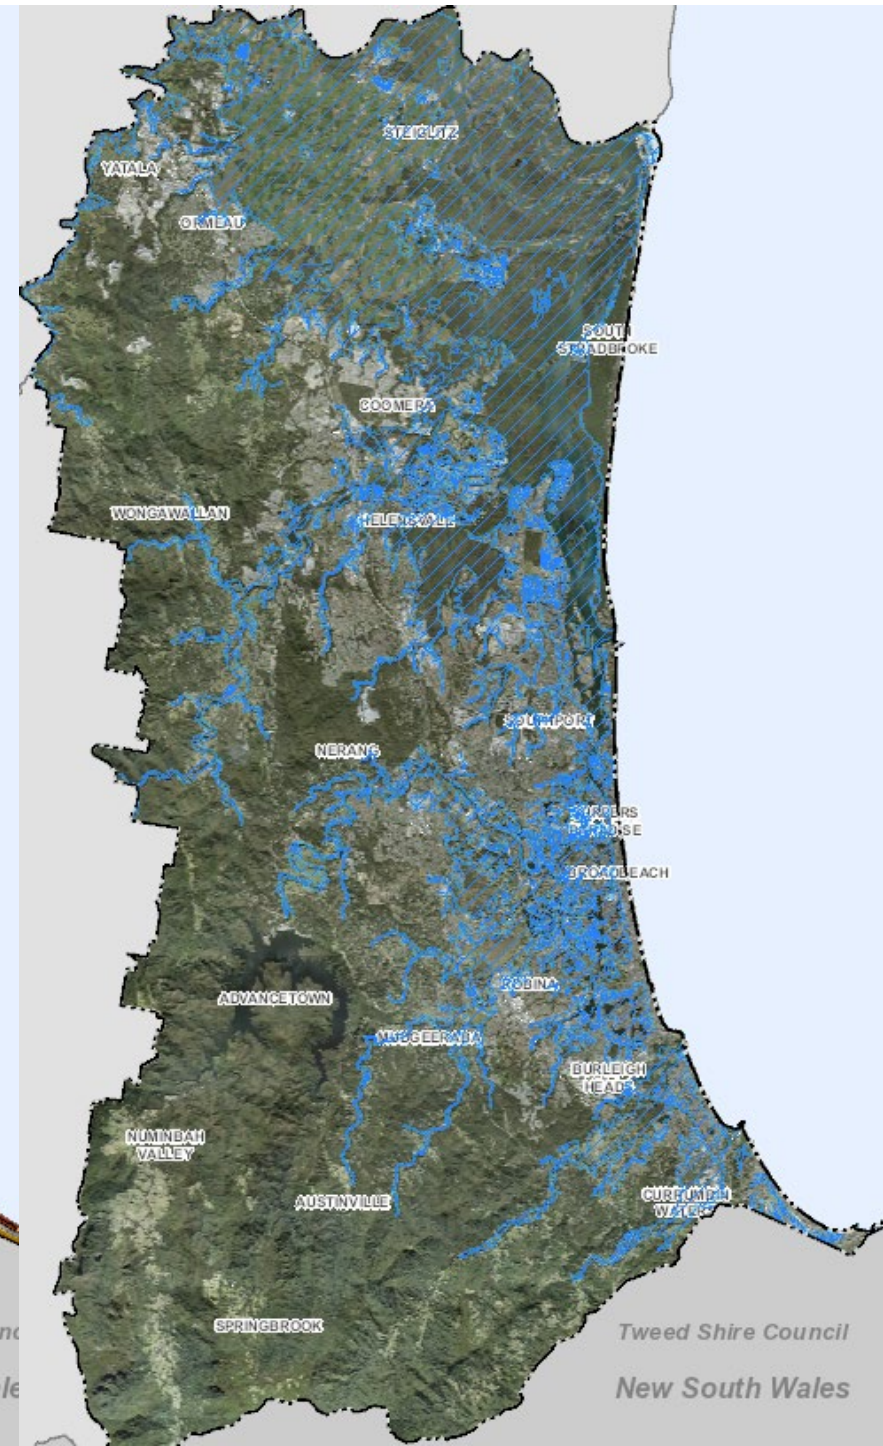 STEIGLITZ
YATALA
ORMEAU
SOUTH
STRADBROKE
COOMERA
WONGAWALLAN
HELENSVALE
SOUTHPORT
NERANG
SURFERS
PARADISE
BROADBEACH
ROBINA
ADVANCETOWN
MUDGEERABA
BURLEIGH
HEADS
NUMINBAH
VALLEY
AUSTINVILLE
CURRUMBIN
WATERS
SPRINGBROOK
Tweed Shire Council
New South Wales